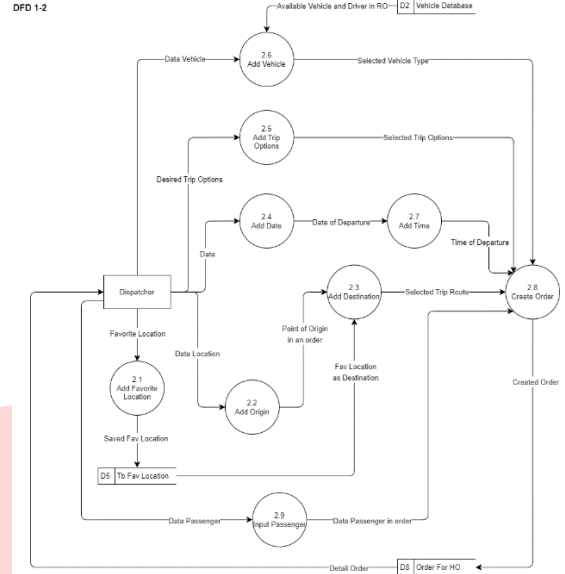 DFD 1-2
Available Vehicle and Driver in RO
D2 Vehicle Database
2.6
Add Vehicle
Data Vehicle
Selected Vehicle Type
2.5
Add Trip
Options
Selected Trip Options
Desired Trip Options
2.4
Add Date
Date of Departure
2.7
Add Time
Date
Time of Departure
Dispatcher
2.3
Add Destination
Selected Trip Route
2.8
Create Order
Favorite Location
Point of Origin
in an order
Data Location
Fav Location
as Destination
2.1
Add Favorite
Location
2.2
Add Origin
Created Order
Saved Fav Location
D5 Tb Fav Location
Data Passenger
2.9
Input Passenger
Data Passenger in order
Detail Order
D8 Order For HO